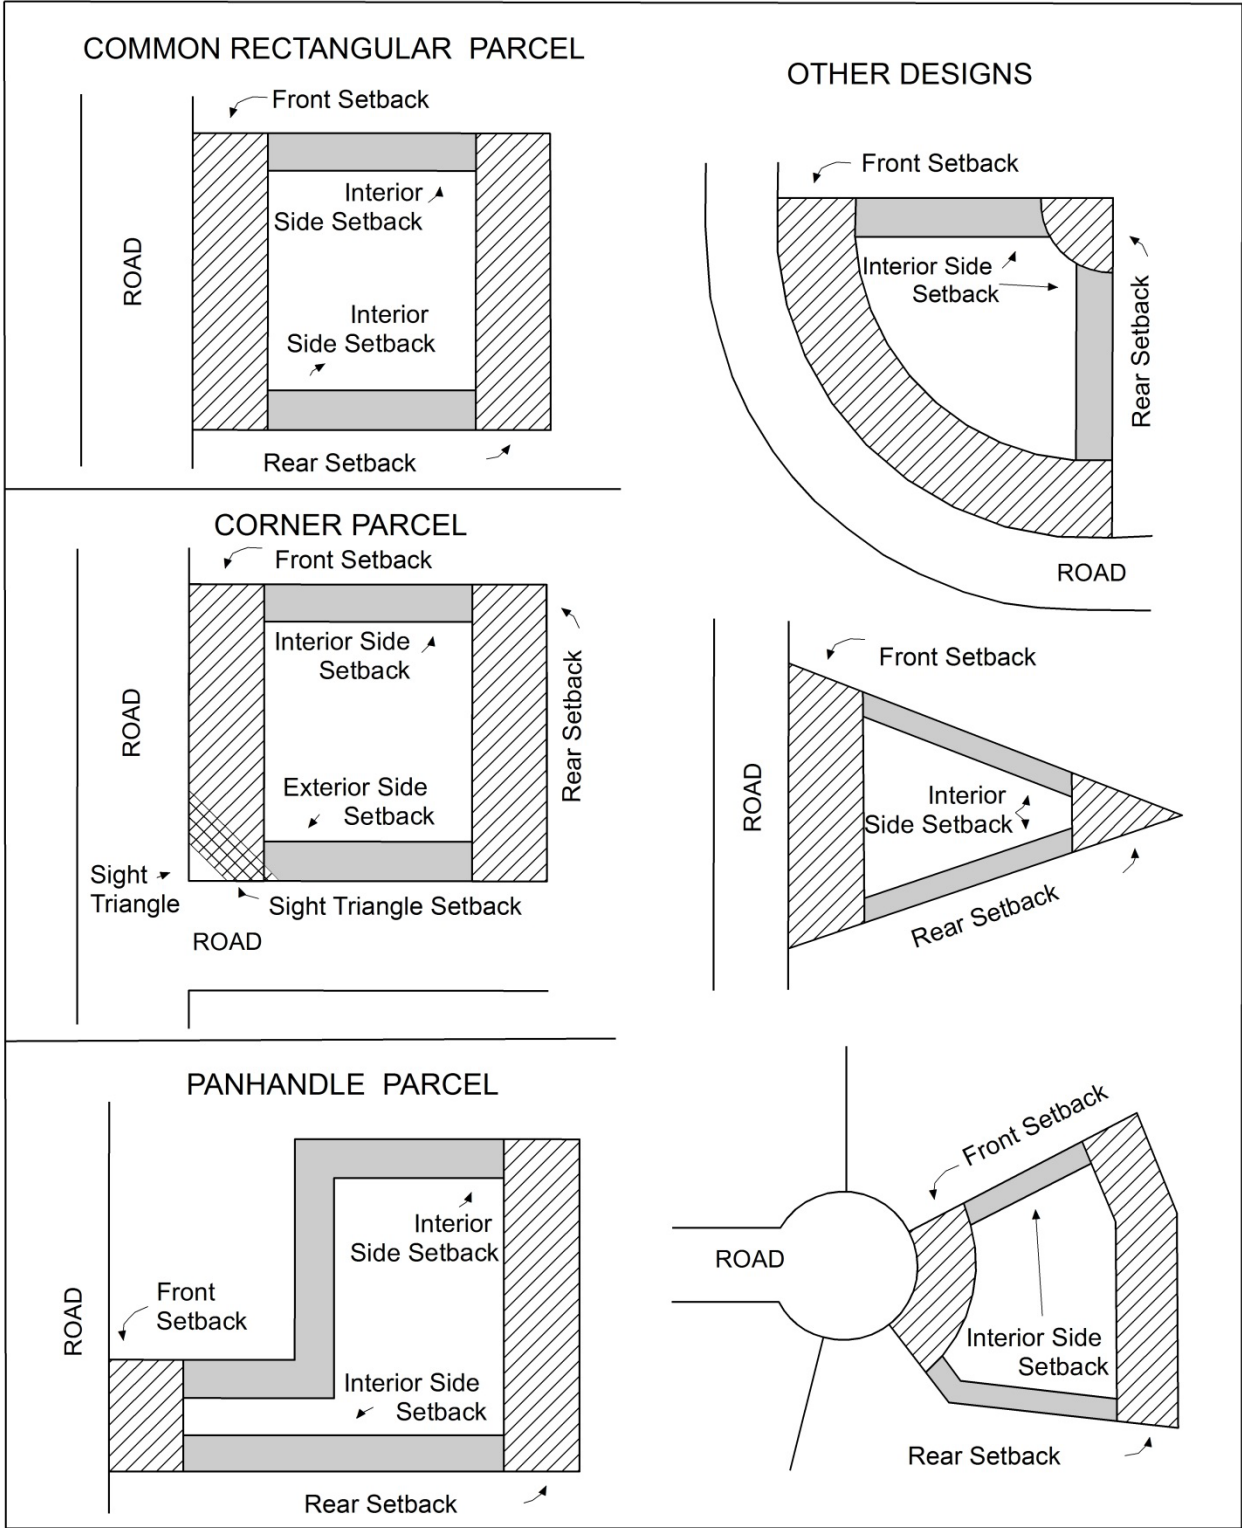 COMMON RECTANGULAR PARCEL
Front Setback
Interior
Side Setback
ROAD
Interior
Side Setback
Rear Setback
CORNER PARCEL
Front Setback
Interior Side
Setback
ROAD
Rear Setback
Exterior Side
Setback
Sight
Triangle
Sight Triangle Setback
ROAD
PANHANDLE PARCEL
Interior
Side Setback
Front
Setback
ROAD
Interior Side
Setback
Rear Setback
OTHER DESIGNS
Front Setback
Interior Side
Setback
Rear Setback
ROAD
Front Setback
ROAD
Interior
Side Setback
Rear Setback
Front Setback
ROAD
Interior Side
Setback
Rear Setback